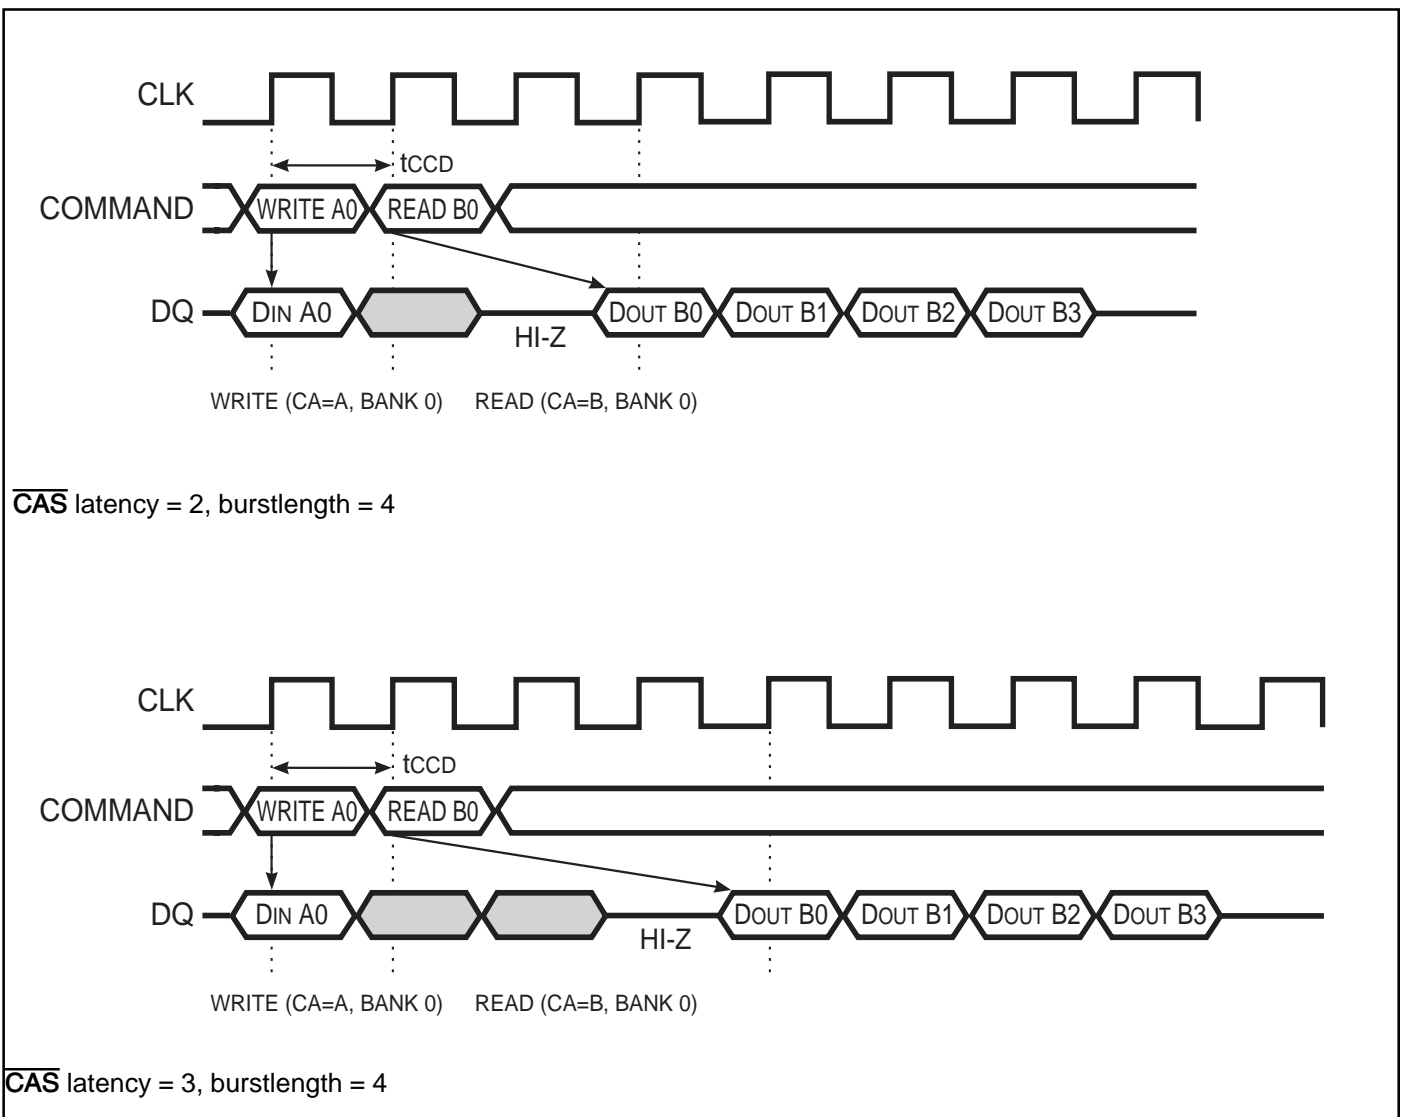 CLK
tCCD
COMMAND WRITE A0 READ B0
DQ DIN A0 DOUT B0 DOUT B1 DOUT B2 DOUT B3
HI-Z
WRITE (CA=A, BANK 0) READ (CA=B, BANK 0)
CAS latency = 2, burstlength = 4
CLK
tCCD
COMMAND WRITE A0 READ B0
DQ DIN A0 DOUT B0 DOUT B1 DOUT B2 DOUT B3
HI-Z
WRITE (CA=A, BANK 0) READ (CA=B, BANK 0)
CAS latency = 3, burstlength = 4